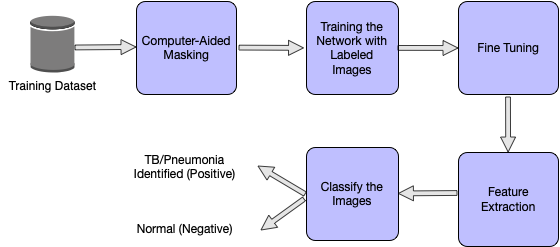 Training Dataset
Computer-Aided
Masking
Training the
Network with
Labeled
Images
Fine Tuning
Feature
Extraction
Classify the
Images
TB/Pneumonia
Identified (Positive)
Normal (Negative)